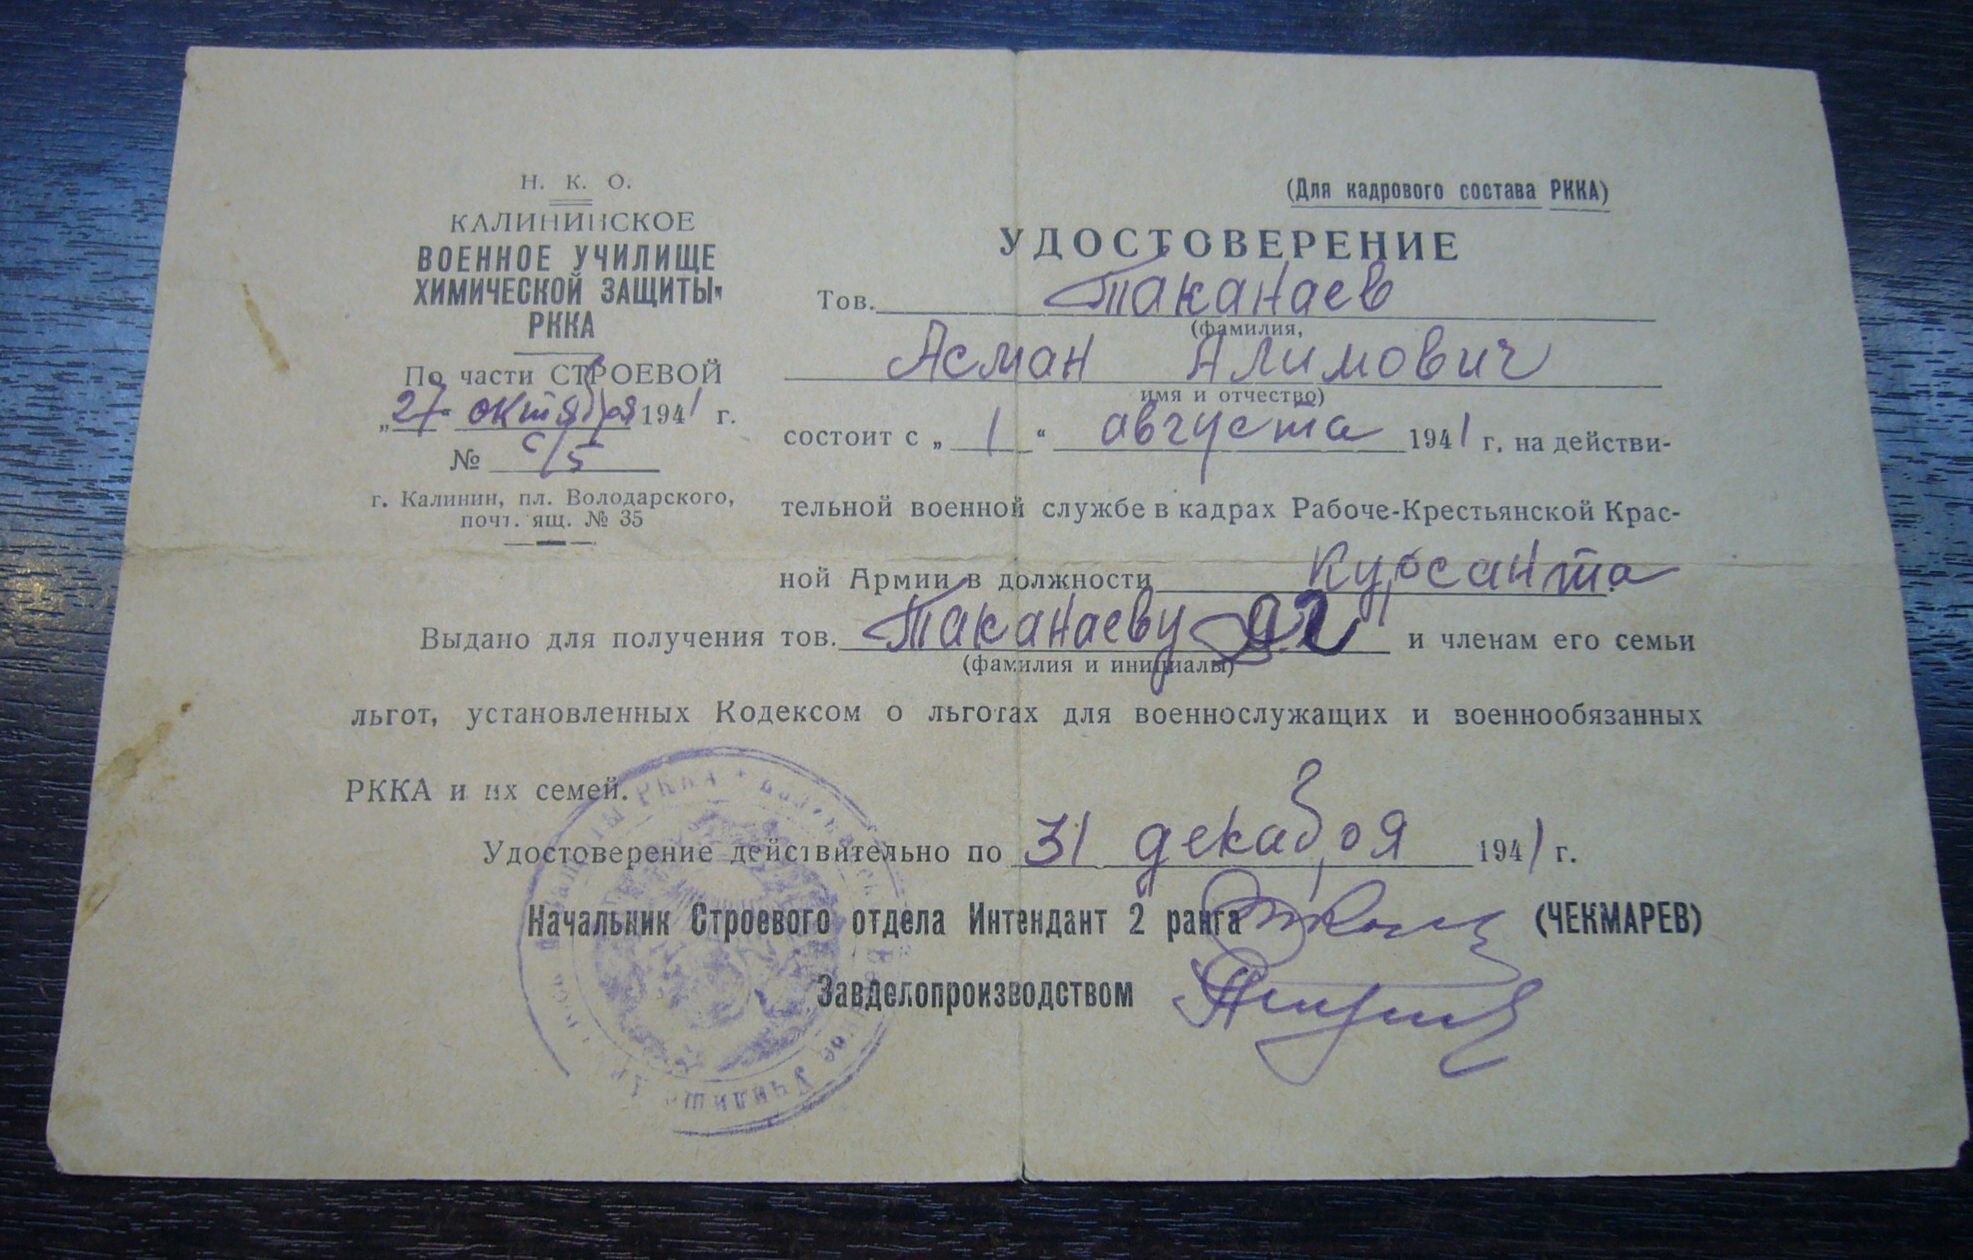 Н. К. О.
КАЛИНИНСКОЕ
ВОЕННОЕ УЧИЛИЩЕ
ХИМИЧЕСКОЙ ЗАЩИТЫ
РККА
По части СТРОЕВОЙ
„27" октября 1941 г.
№ с/5
г. Калинин, пл. Володарского,
почт. ящ. № 35
(Для кадрового состава РККА)
УДОСТОВЕРЕНИЕ
Тов. Таканаев
(фамилия,
Асман Алимович
имя и отчество)
состоит с „ 1 “ августа 1941 г. на действи-
тельной военной службе в кадрах Рабоче-Крестьянской Крас-
ной Армии в должности Курсанта
Выдано для получения тов. Таканаеву и членам его семьи
(фамилия и инициалы)
льгот, установленных Кодексом о льготах для военнослужащих и военнообязанных
РККА и их семей.
Удостоверение действительно по 31 декабря 1941 г.
Начальник Строевого отдела Интендант 2 ранга (ЧЕКМАРЕВ)
Завделопроизводством